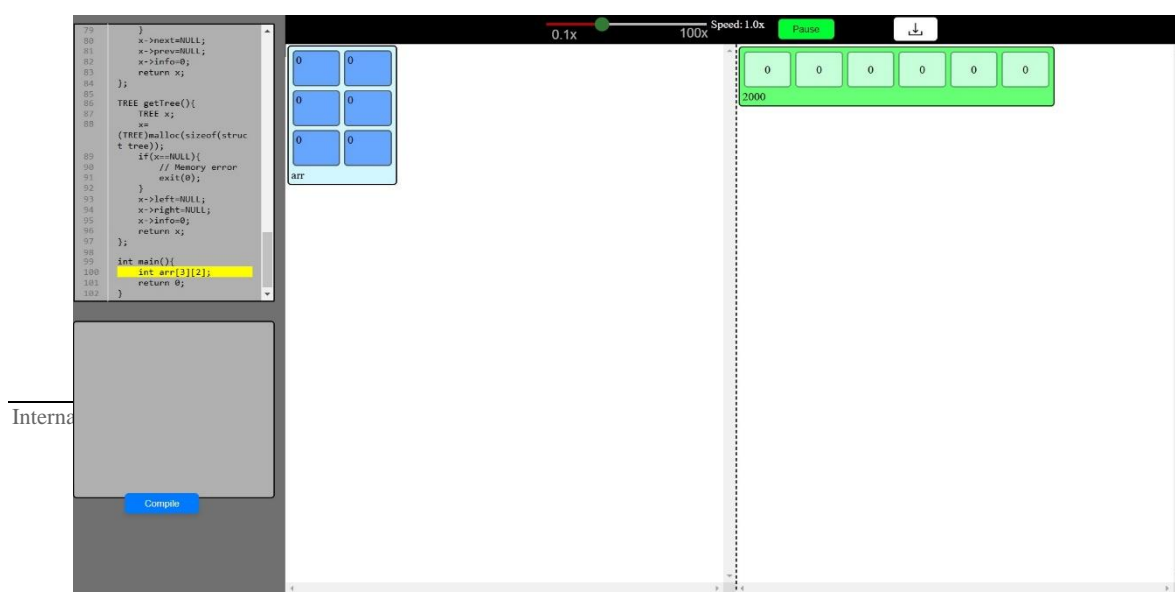 0.1x
100x
Speed: 1.0x
Pause
79 }
80 x->next=NULL;
81 x->prev=NULL;
82 x->info=0;
83 return x;
84 };
85
86 TREE getTree(){
87 TREE x;
88 x=
(TREE)malloc(sizeof(struc
t tree));
89 if(x==NULL){
90 // Memory error
91 exit(0);
92 }
93 x->left=NULL;
94 x->right=NULL;
95 x->info=0;
96 return x;
97 };
98
99 int main(){
100 int arr[3][2];
101 return 0;
102 }
0 0
0 0
0 0
arr
0 0 0 0 0 0
2000
Interna
Compile